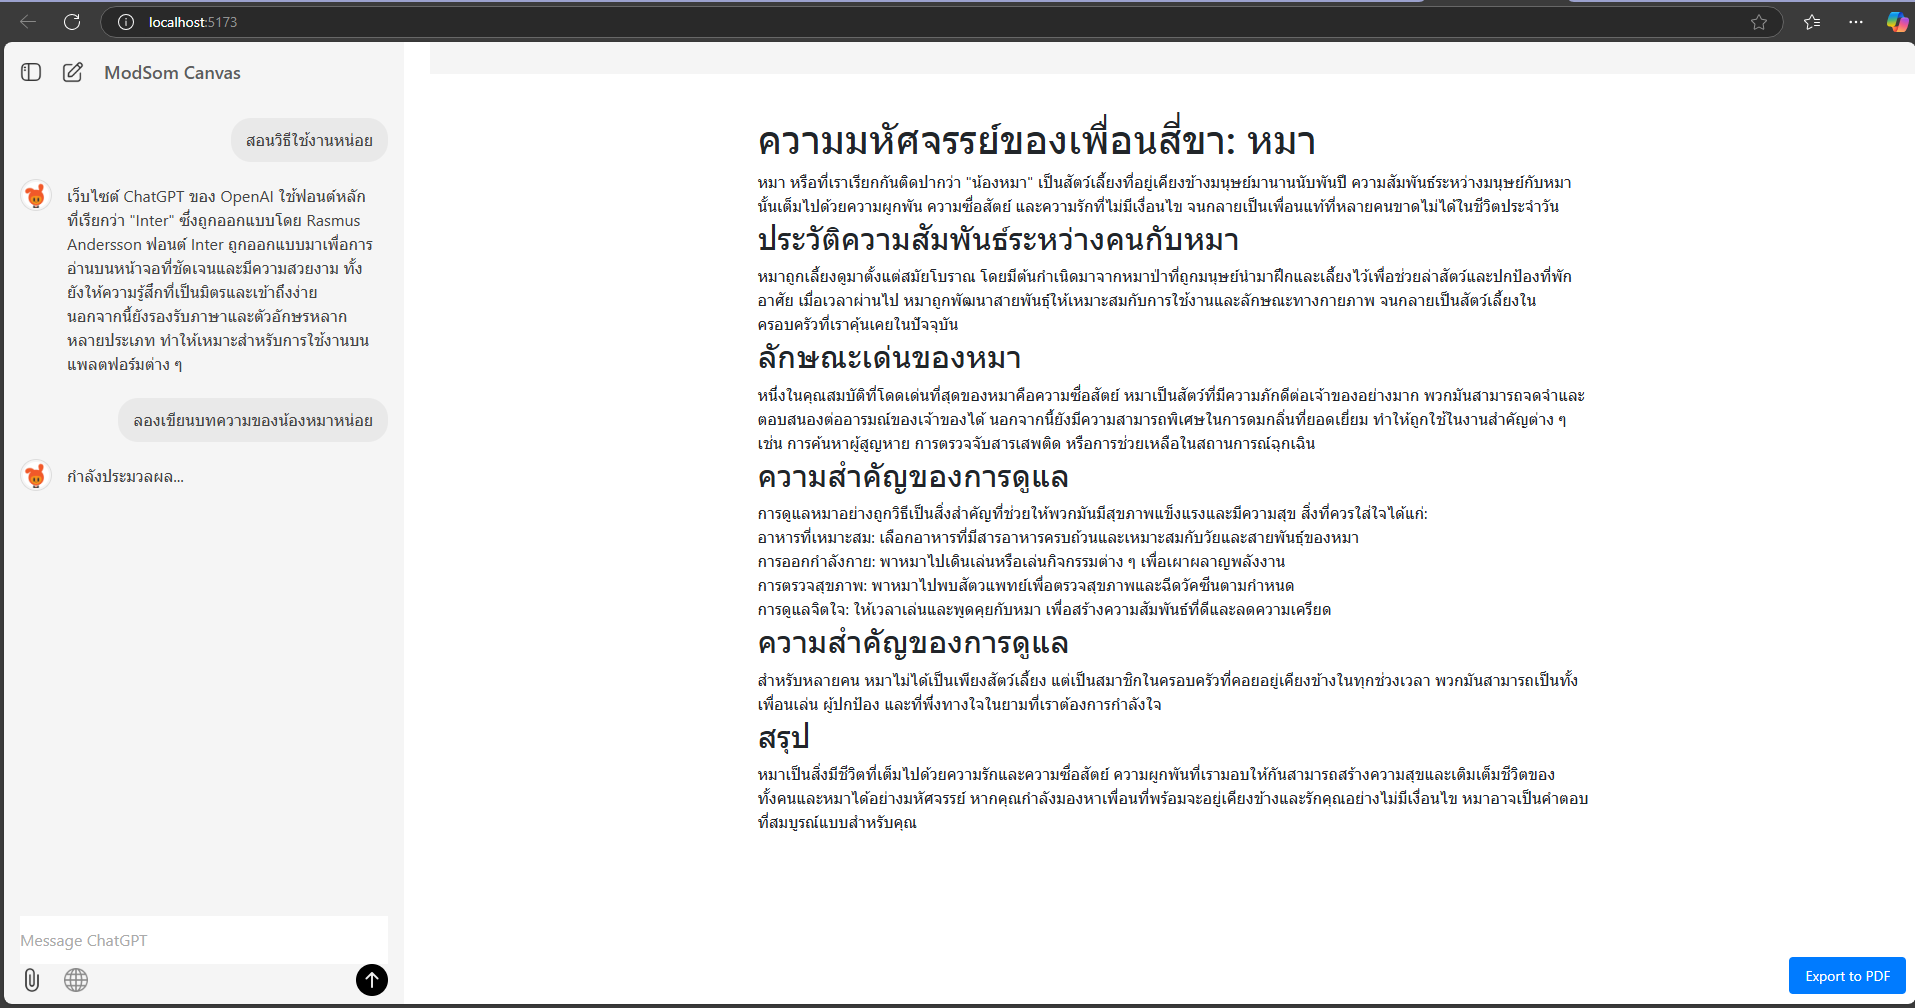 localhost:5173
ModSom Canvas
สอนวิธีใช้งานหน่อย
เว็บไซต์ ChatGPT ของ OpenAI ใช้ฟอนต์หลัก
ที่เรียกว่า "Inter" ซึ่งถูกออกแบบโดย Rasmus
Andersson ฟอนต์ Inter ถูกออกแบบมาเพื่อการ
อ่านบนหน้าจอที่ชัดเจนและมีความสวยงาม ทั้ง
ยังให้ความรู้สึกที่เป็นมิตรและเข้าถึงง่าย
นอกจากนี้ยังรองรับภาษาและตัวอักษรหลาก
หลายประเภท ทำให้เหมาะสำหรับการใช้งานบน
แพลตฟอร์มต่าง ๆ
ลองเขียนบทความของน้องหมาหน่อย
กำลังประมวลผล...
Message ChatGPT
ความมหัศจรรย์ของเพื่อนสี่ขา: หมา
หมา หรือที่เราเรียกกันติดปากว่า "น้องหมา" เป็นสัตว์เลี้ยงที่อยู่เคียงข้างมนุษย์มานานนับพันปี ความสัมพันธ์ระหว่างมนุษย์กับหมา
นั้นเต็มไปด้วยความผูกพัน ความซื่อสัตย์ และความรักที่ไม่มีเงื่อนไข จนกลายเป็นเพื่อนแท้ที่หลายคนขาดไม่ได้ในชีวิตประจำวัน
ประวัติความสัมพันธ์ระหว่างคนกับหมา
หมาถูกเลี้ยงดูมาตั้งแต่สมัยโบราณ โดยมีต้นกำเนิดมาจากหมาป่าที่ถูกมนุษย์นำมาฝึกและเลี้ยงไว้เพื่อช่วยล่าสัตว์และปกป้องที่พัก
อาศัย เมื่อเวลาผ่านไป หมาถูกพัฒนาสายพันธุ์ให้เหมาะสมกับการใช้งานและลักษณะทางกายภาพ จนกลายเป็นสัตว์เลี้ยงใน
ครอบครัวที่เราคุ้นเคยในปัจจุบัน
ลักษณะเด่นของหมา
หนึ่งในคุณสมบัติที่โดดเด่นที่สุดของหมาคือความซื่อสัตย์ หมาเป็นสัตว์ที่มีความภักดีต่อเจ้าของอย่างมาก พวกมันสามารถจดจำและ
ตอบสนองต่ออารมณ์ของเจ้าของได้ นอกจากนี้ยังมีความสามารถพิเศษในการดมกลิ่นที่ยอดเยี่ยม ทำให้ถูกใช้ในงานสำคัญต่าง ๆ
เช่น การค้นหาผู้สูญหาย การตรวจจับสารเสพติด หรือการช่วยเหลือในสถานการณ์ฉุกเฉิน
ความสำคัญของการดูแล
การดูแลหมาอย่างถูกวิธีเป็นสิ่งสำคัญที่ช่วยให้พวกมันมีสุขภาพแข็งแรงและมีความสุข สิ่งที่ควรใส่ใจได้แก่:
อาหารที่เหมาะสม: เลือกอาหารที่มีสารอาหารครบถ้วนและเหมาะสมกับวัยและสายพันธุ์ของหมา
การออกกำลังกาย: พาหมาไปเดินเล่นหรือเล่นกิจกรรมต่าง ๆ เพื่อเผาผลาญพลังงาน
การตรวจสุขภาพ: พาหมาไปพบสัตวแพทย์เพื่อตรวจสุขภาพและฉีดวัคซีนตามกำหนด
การดูแลจิตใจ: ให้เวลาเล่นและพูดคุยกับหมา เพื่อสร้างความสัมพันธ์ที่ดีและลดความเครียด
ความสำคัญของการดูแล
สำหรับหลายคน หมาไม่ได้เป็นเพียงสัตว์เลี้ยง แต่เป็นสมาชิกในครอบครัวที่คอยอยู่เคียงข้างในทุกช่วงเวลา พวกมันสามารถเป็นทั้ง
เพื่อนเล่น ผู้ปกป้อง และที่พึ่งทางใจในยามที่เราต้องการกำลังใจ
สรุป
หมาเป็นสิ่งมีชีวิตที่เต็มไปด้วยความรักและความซื่อสัตย์ ความผูกพันที่เรามอบให้กันสามารถสร้างความสุขและเติมเต็มชีวิตของ
ทั้งคนและหมาได้อย่างมหัศจรรย์ หากคุณกำลังมองหาเพื่อนที่พร้อมจะอยู่เคียงข้างและรักคุณอย่างไม่มีเงื่อนไข หมาอาจเป็นคำตอบ
ที่สมบูรณ์แบบสำหรับคุณ
Export to PDF